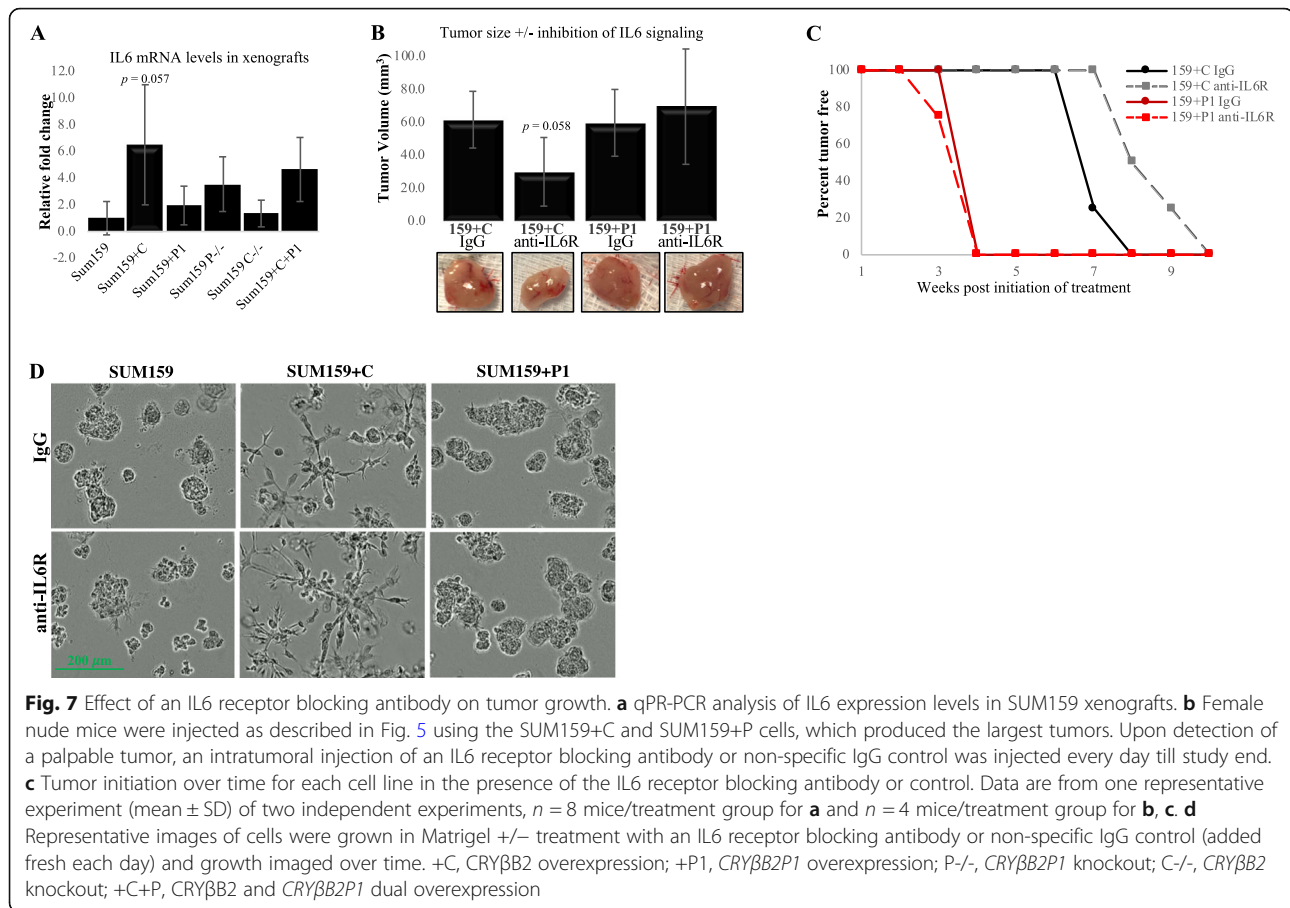 A
IL6 mRNA levels in xenografts
12.0
10.0
8.0
6.0
4.0
2.0
0.0
-2.0
Relative fold change
p = 0.057
Sum159
Sum159+C
Sum159+P1
Sum159 P-/-
Sum159 C-/-
Sum159+C+P1
B
Tumor size +/- inhibition of IL6 signaling
100.0
80.0
60.0
40.0
20.0
0.0
Tumor Volume (mm³)
p = 0.058
159+C 159+C 159+P1 159+P1
IgG anti-IL6R IgG anti-IL6R
C
100
80
60
40
20
0
Percent tumor free
159+C IgG
159+C anti-IL6R
159+P1 IgG
159+P1 anti-IL6R
1 3 5 7 9
Weeks post initiation of treatment
D
SUM159 SUM159+C SUM159+P1
IgG
anti-IL6R
200 µm
Fig. 7 Effect of an IL6 receptor blocking antibody on tumor growth. a qPR-PCR analysis of IL6 expression levels in SUM159 xenografts. b Female
nude mice were injected as described in Fig. 5 using the SUM159+C and SUM159+P cells, which produced the largest tumors. Upon detection of
a palpable tumor, an intratumoral injection of an IL6 receptor blocking antibody or non-specific IgG control was injected every day till study end.
c Tumor initiation over time for each cell line in the presence of the IL6 receptor blocking antibody or control. Data are from one representative
experiment (mean ± SD) of two independent experiments, n = 8 mice/treatment group for a and n = 4 mice/treatment group for b, c. d
Representative images of cells were grown in Matrigel +/− treatment with an IL6 receptor blocking antibody or non-specific IgG control (added
fresh each day) and growth imaged over time. +C, CRYβB2 overexpression; +P1, CRYβB2P1 overexpression; P-/-, CRYβB2P1 knockout; C-/-, CRYβB2
knockout; +C+P, CRYβB2 and CRYβB2P1 dual overexpression